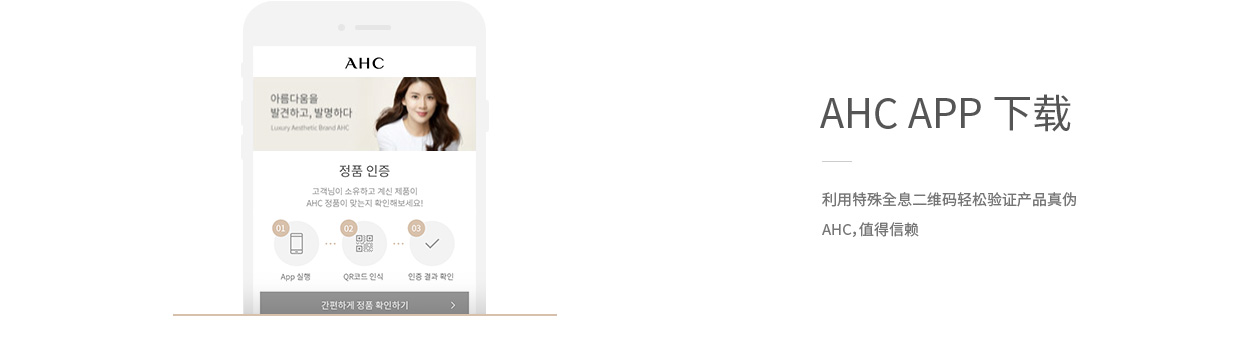 AHC
아름다움을
발견하고, 발명하다
Luxury Aesthetic Brand AHC
정품 인증
고객님이 소유하고 계신 제품이
AHC 정품이 맞는지 확인해보세요!
01 02 03
App 실행 QR코드 인식 인증 결과 확인
간편하게 정품 확인하기
AHC APP 下载
利用特殊全息二维码轻松验证产品真伪
AHC, 值得信赖